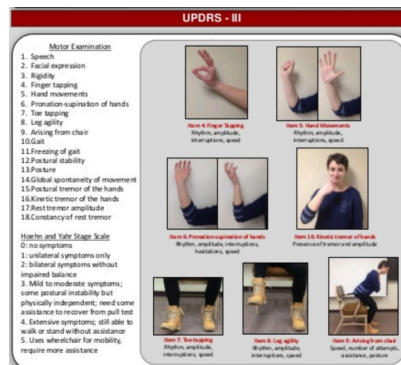 UPDRS - III
Motor Examination
1. Speech
2. Facial expression
3. Rigidity
4. Finger tapping
5. Hand movements
6. Pronation-supination of hands
7. Toe tapping
8. Leg agility
9. Arising from chair
10.Gait
11.Freezing of gait
12.Postural stability
13.Posture
14.Global spontaneity of movement
15.Postural tremor of the hands
16.Kinetic tremor of the hands
17.Rest tremor amplitude
18.Constancy of rest tremor
Hoehn and Yahr Stage Scale
0: no symptoms
1: unilateral symptoms only
2: bilateral symptoms without
impaired balance
3. Mild to moderate symptoms;
some postural instability but
physically independent; need some
assistance to recover from pull test
4. Extensive symptoms; still able to
walk or stand without assistance
5. Uses wheelchair for mobility,
require more assistance
Item 4: Finger Tapping
Rhythm, amplitude,
interruptions, speed
Item 5: Hand Movements
Rhythm, amplitude,
interruptions, speed
Item 6: Pronation-supination of hands
Rhythm, amplitude, interruptions,
hesitations, speed
Item 16: Kinetic tremor of hands
Presence of tremor and amplitude
Item 7: Toe-tapping
Rhythm, amplitude,
interruptions, speed
Item 8: Leg agility
Rhythm, amplitude,
interruptions, speed
Item 9: Arising from chair
Speed, number of attempts,
assistance, posture